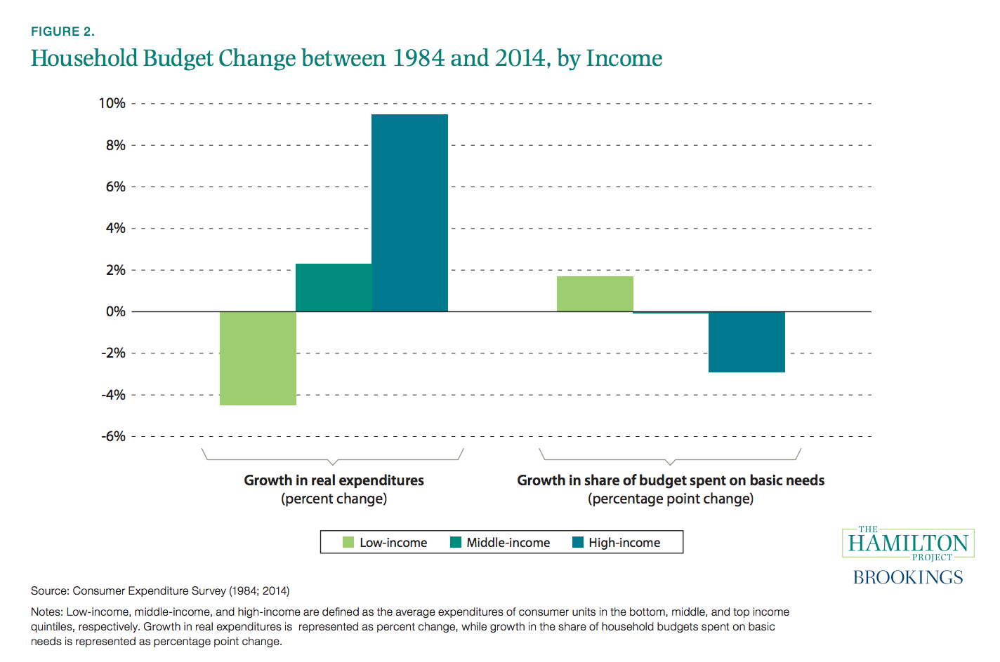 FIGURE 2.
Household Budget Change between 1984 and 2014, by Income
10%
8%
6%
4%
2%
0%
-2%
-4%
-6%
Growth in real expenditures
(percent change)
Growth in share of budget spent on basic needs
(percentage point change)
Low-income
Middle-income
High-income
THE
HAMILTON
PROJECT
BROOKINGS
Source: Consumer Expenditure Survey (1984; 2014)
Notes: Low-income, middle-income, and high-income are defined as the average expenditures of consumer units in the bottom, middle, and top income
quintiles, respectively. Growth in real expenditures is represented as percent change, while growth in the share of household budgets spent on basic
needs is represented as percentage point change.